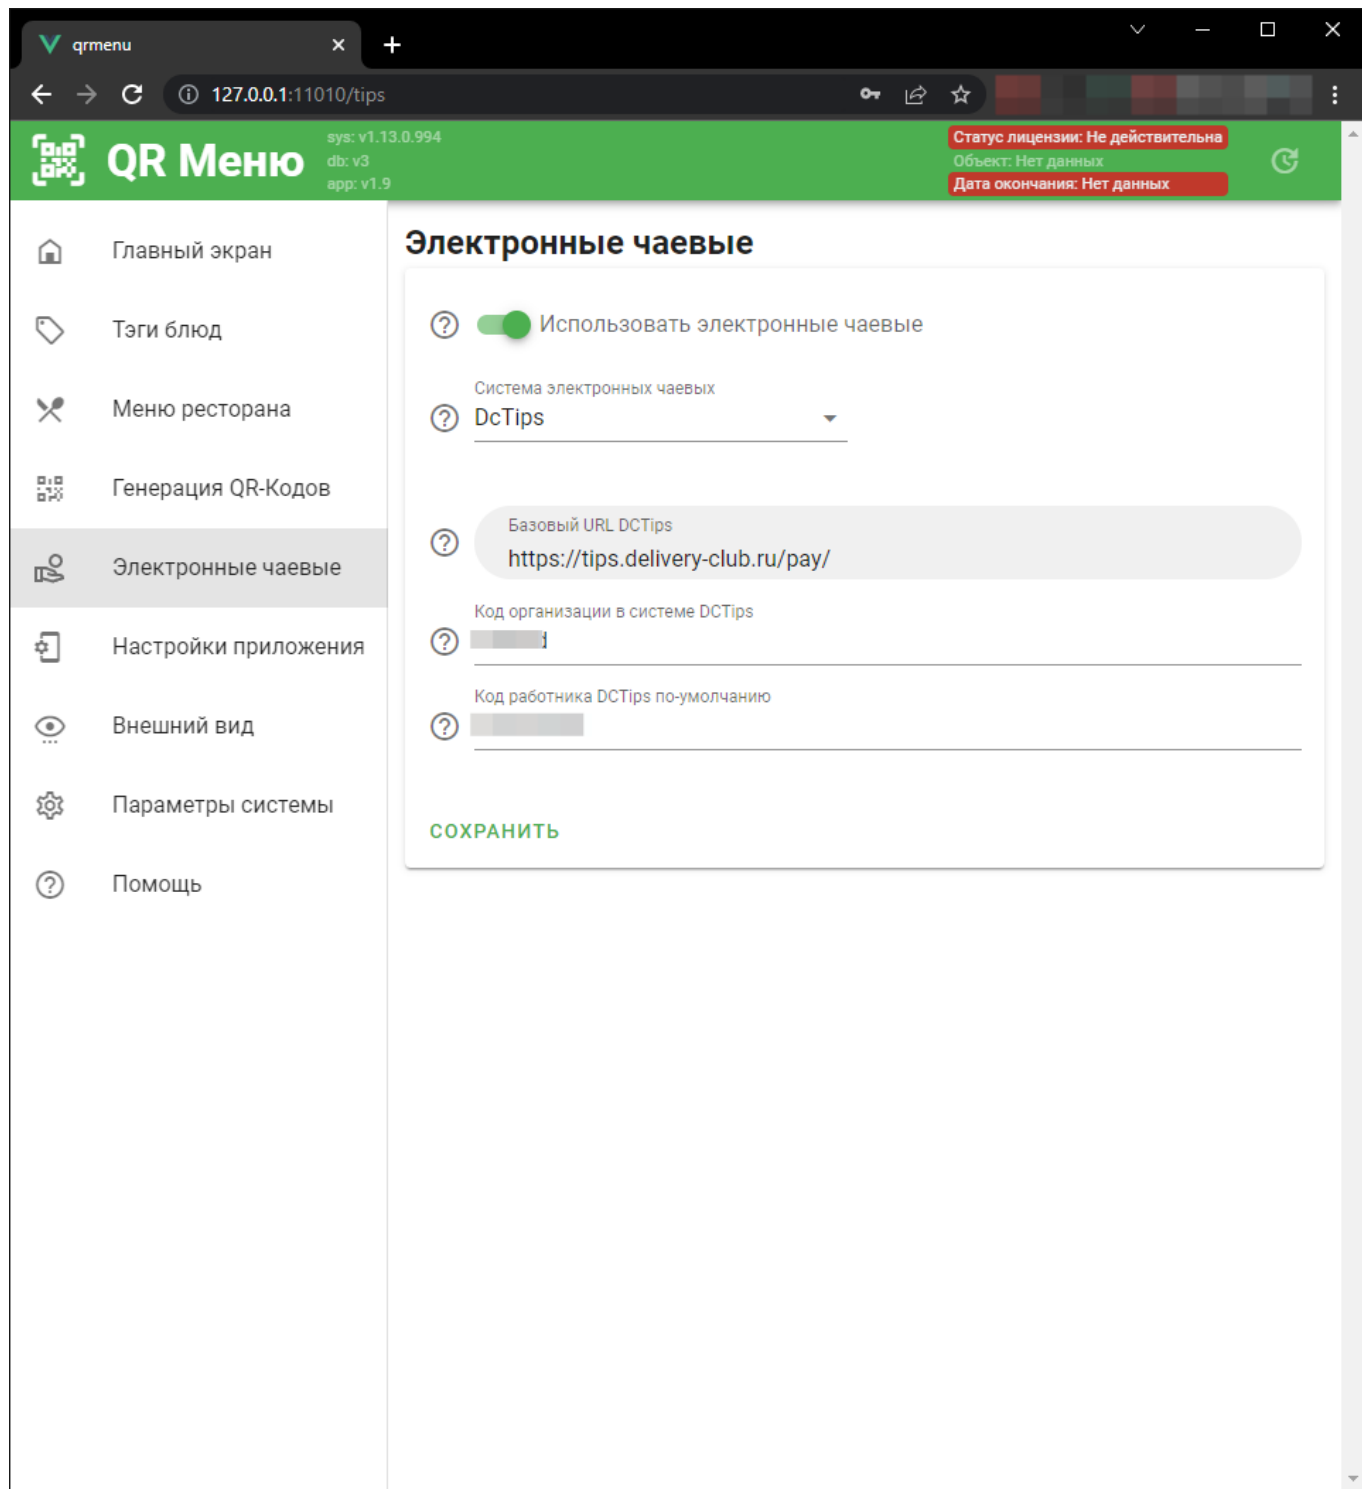 qrmenu
127.0.0.1:11010/tips
QR Меню
sys: v1.13.0.994
db: v3
app: v1.9
Статус лицензии: Не действительна
Объект: Нет данных
Дата окончания: Нет данных
Главный экран
Тэги блюд
Меню ресторана
Генерация QR-Кодов
Электронные чаевые
Настройки приложения
Внешний вид
Параметры системы
Помощь
Электронные чаевые
Использовать электронные чаевые
Система электронных чаевых
DcTips
Базовый URL DCTips
https://tips.delivery-club.ru/pay/
Код организации в системе DCTips
Код работника DCTips по-умолчанию
СОХРАНИТЬ